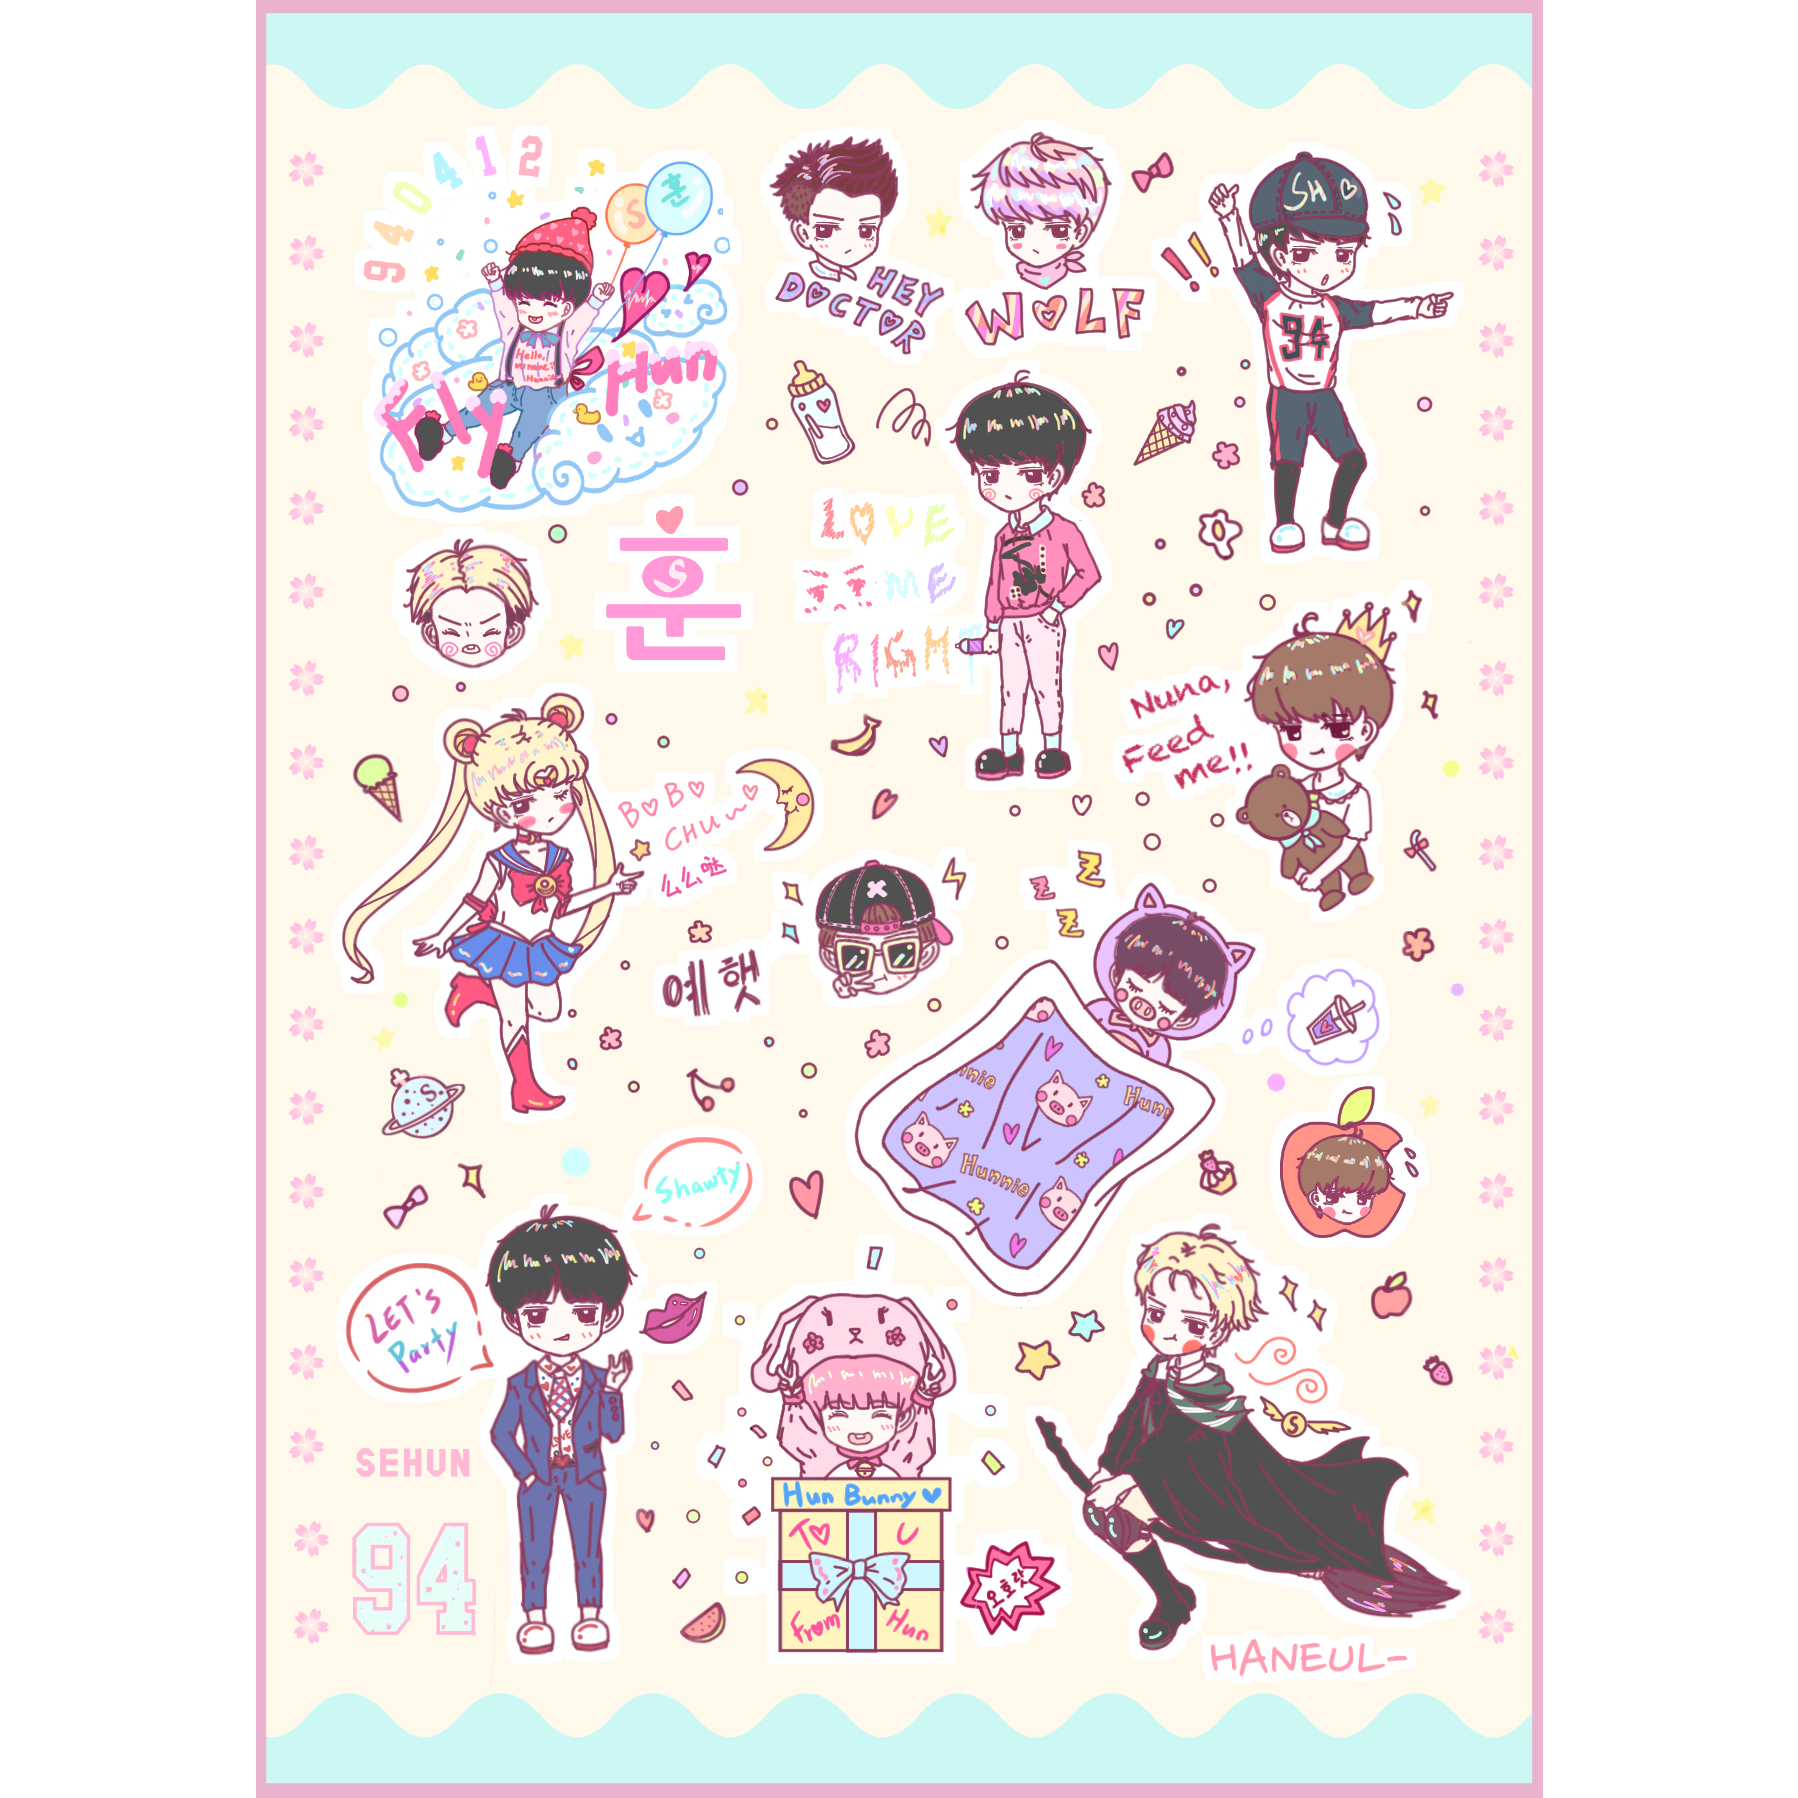 940412
S
훈
Hello!
my name is
Hunnie
Fly Hun
HEY
DOCTOR
WOLF
SH
94
훈
S
LOVE
ME
RIGHT
Nuna,
Feed
me!!
BOBO
CHU~
么么哒
예헷
z
z
z
Hunnie
Hunnie
S
Shawty
LET'S
Party
LOVE
SEHUN
94
Hun Bunny
TO U
From Hun
오호랏
S
HANEUL-